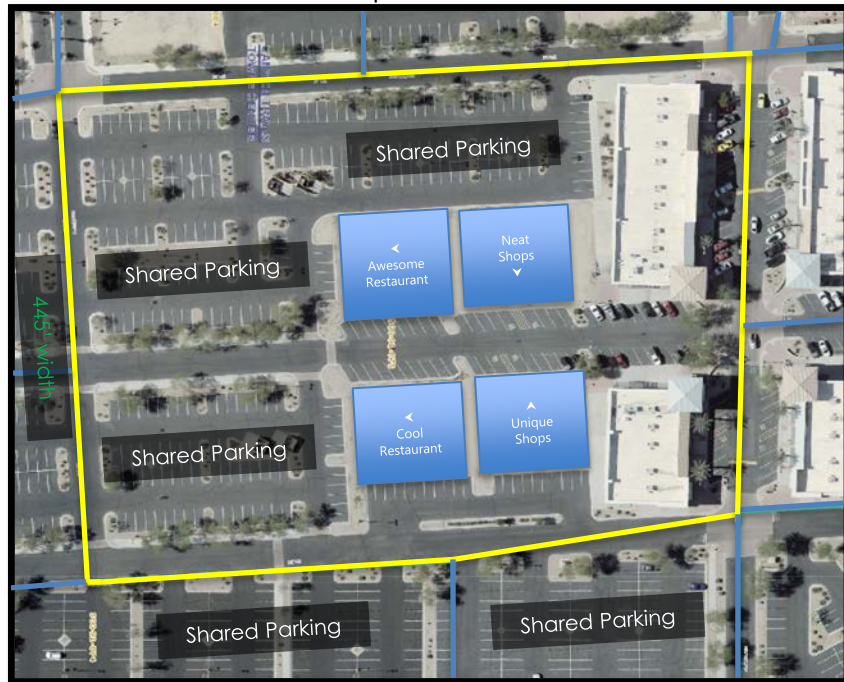 Shared Parking
Neat
Shops
Awesome
Restaurant
Shared Parking
445' width
Cool
Restaurant
Unique
Shops
Shared Parking
Shared Parking
Shared Parking